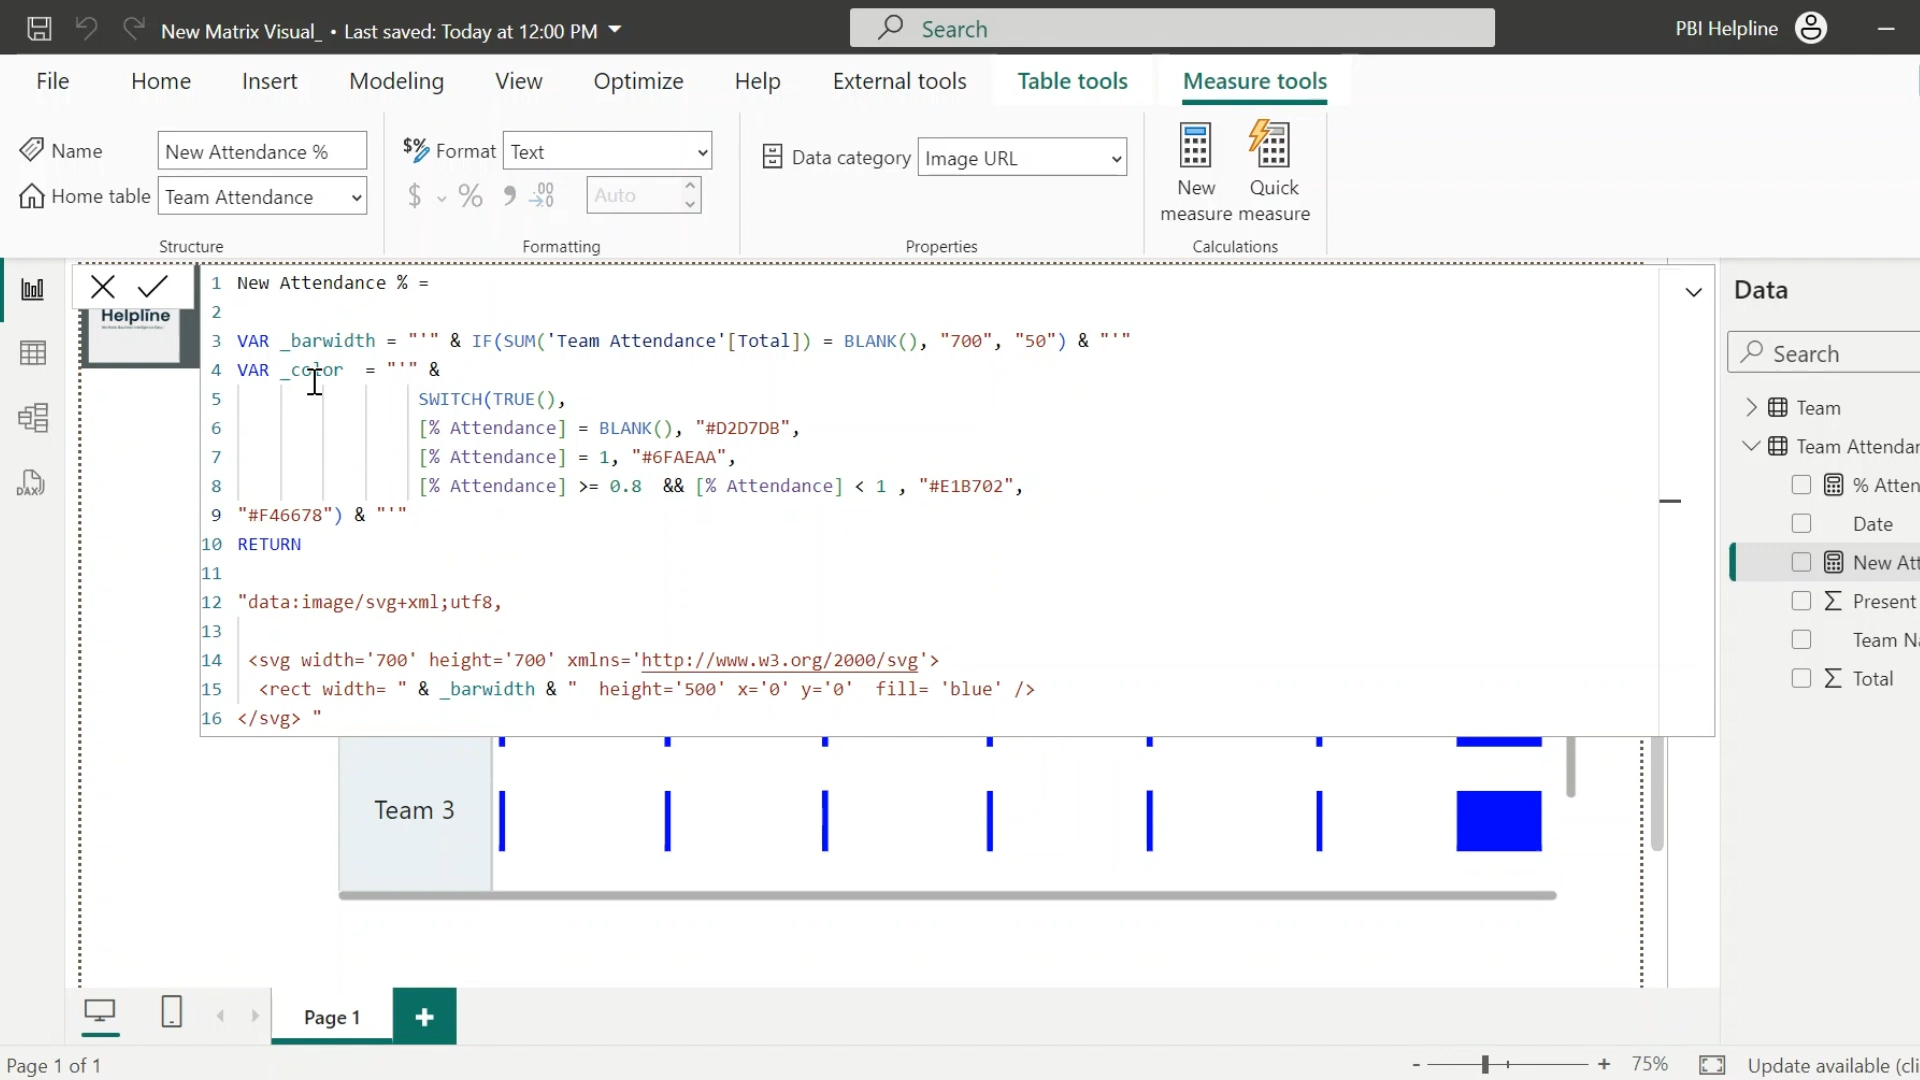 New Matrix Visual_ • Last saved: Today at 12:00 PM
Search
PBI Helpline
File Home Insert Modeling View Optimize Help External tools Table tools Measure tools
Name New Attendance %
Home table Team Attendance
Structure
$% Format Text
$ % 9 .00 Auto
Formatting
Data category Image URL
Properties
New measure
Quick measure
Calculations
Helpline
1 New Attendance % =
2
3 VAR _barwidth = "'" & IF(SUM('Team Attendance'[Total]) = BLANK(), "700", "50") & "'"
4 VAR _color = "'" &
5 SWITCH(TRUE(),
6 [% Attendance] = BLANK(), "#D2D7DB",
7 [% Attendance] = 1, "#6FAEAA",
8 [% Attendance] >= 0.8 && [% Attendance] < 1 , "#E1B702",
9 "#F46678") & "'"
10 RETURN
11
12 "data:image/svg+xml;utf8,
13
14 <svg width='700' height='700' xmlns='http://www.w3.org/2000/svg'>
15 <rect width= " & _barwidth & " height='500' x='0' y='0' fill= 'blue' />
16 </svg> "
Data
Search
Team
Team Attendar
% Atten
Date
New Att
Σ Present
Team Na
Σ Total
DAX
Team 3
Page 1
+
Page 1 of 1
- + 75%
Update available (cli